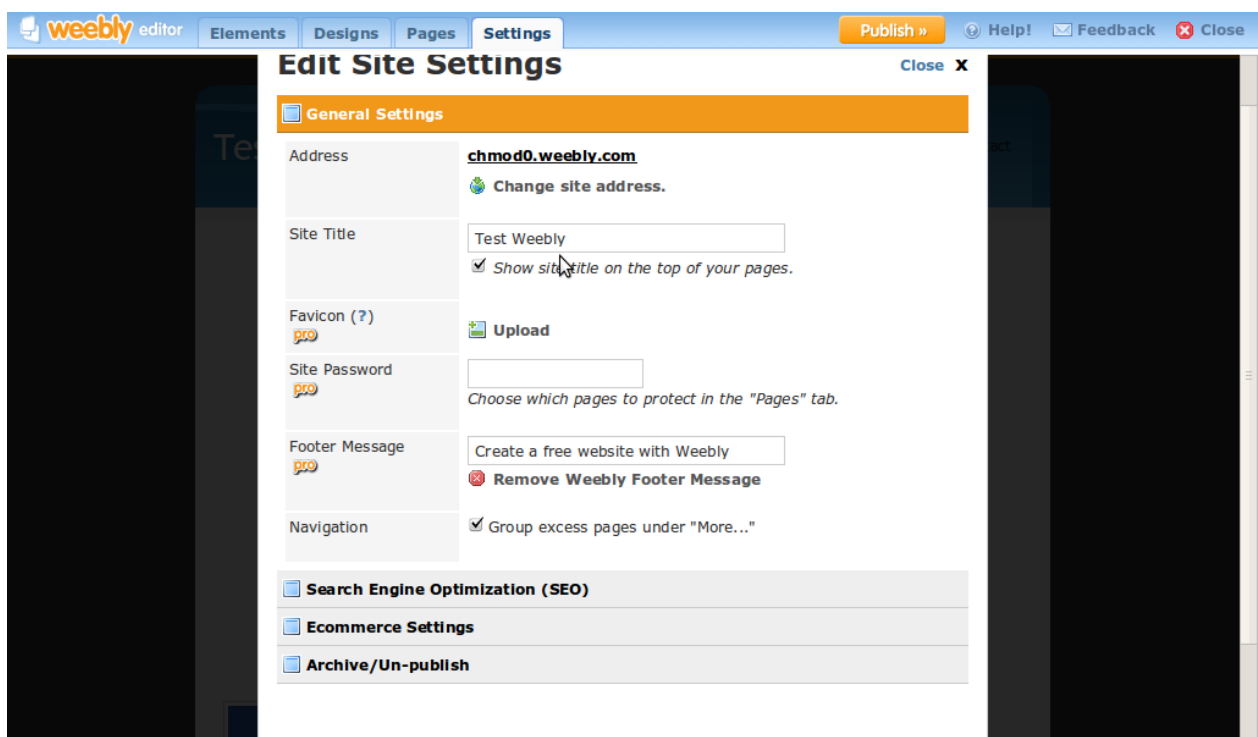 weebly editor Elements Designs Pages Settings Publish » Help! Feedback Close
Edit Site Settings Close X
General Settings
Te
Address chmod0.weebly.com
Change site address.
Site Title Test Weebly
Show site title on the top of your pages.
Favicon (?)
pro Upload
Site Password
pro
Choose which pages to protect in the "Pages" tab.
Footer Message Create a free website with Weebly
pro
Remove Weebly Footer Message
Navigation Group excess pages under "More..."
Search Engine Optimization (SEO)
Ecommerce Settings
Archive/Un-publish